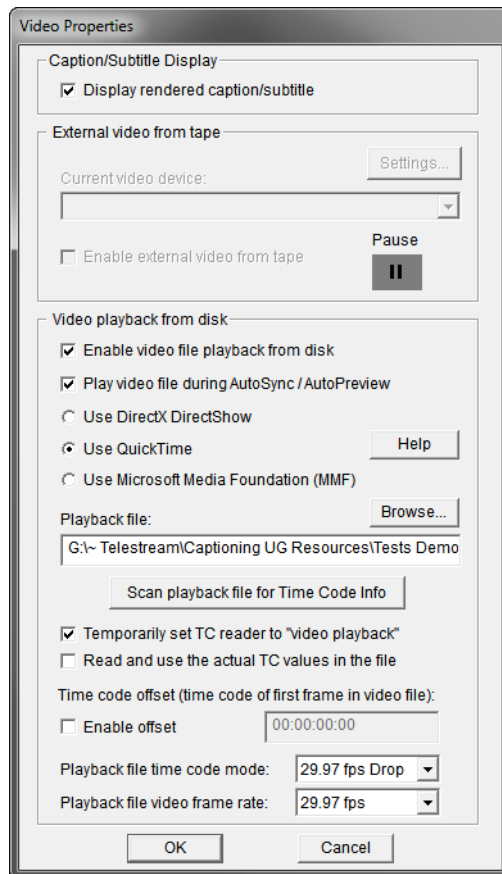 Video Properties
Caption/Subtitle Display
Display rendered caption/subtitle
External video from tape
Settings...
Current video device:
Enable external video from tape
Pause
Video playback from disk
Enable video file playback from disk
Play video file during AutoSync / AutoPreview
Use DirectX DirectShow
Use QuickTime
Help
Use Microsoft Media Foundation (MMF)
Browse...
Playback file:
G:\~ Telestream\Captioning UG Resources\Tests Demo
Scan playback file for Time Code Info
Temporarily set TC reader to "video playback"
Read and use the actual TC values in the file
Time code offset (time code of first frame in video file):
Enable offset 00:00:00:00
Playback file time code mode: 29.97 fps Drop
Playback file video frame rate: 29.97 fps
OK Cancel